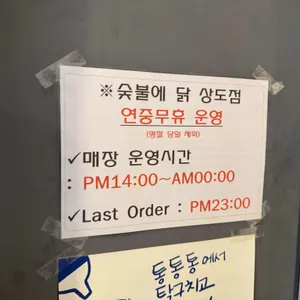 ※숯불에 닭 상도점
연중무휴 운영
(명절 당일 제외)
✓매장 운영시간
: PM14:00~AM00:00
✓Last Order : PM23:00
통통통에서
탁구치고